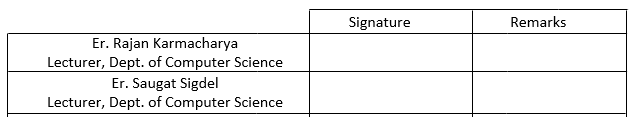 Signature Remarks
Er. Rajan Karmacharya
Lecturer, Dept. of Computer Science
Er. Saugat Sigdel
Lecturer, Dept. of Computer Science